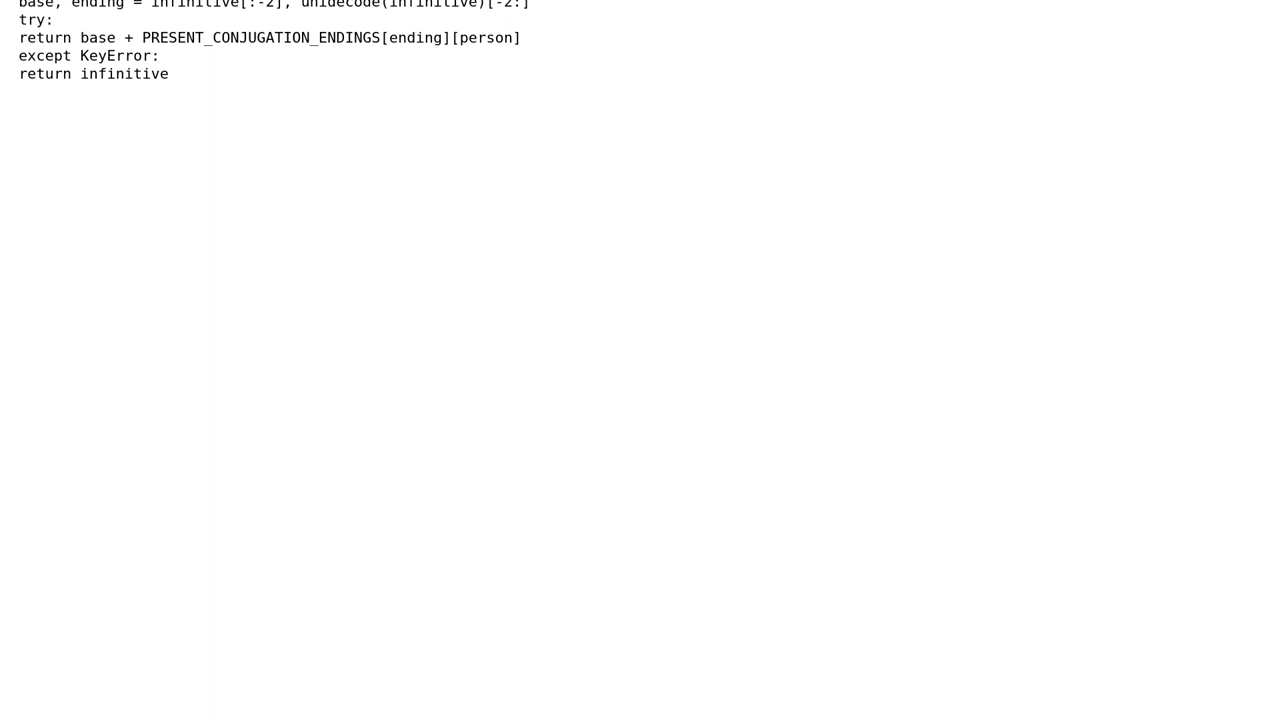 base, ending = infinitive[:-2], unidecode(infinitive)[-2:]
try:
return base + PRESENT_CONJUGATION_ENDINGS[ending][person]
except KeyError:
return infinitive